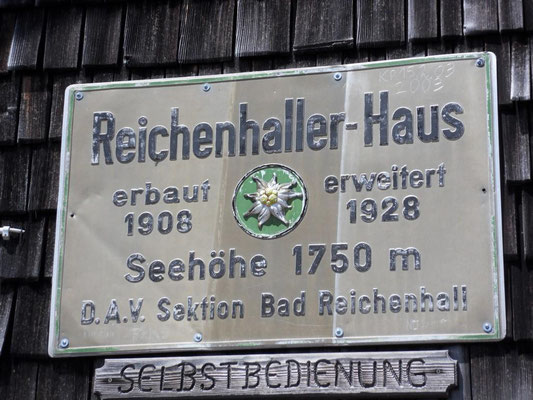 Reichenhaller-Haus
erbaut erweitert
1908 1928
Seehöhe 1750 m
D.A.V. Sektion Bad Reichenhall
SELBSTBEDIENUNG